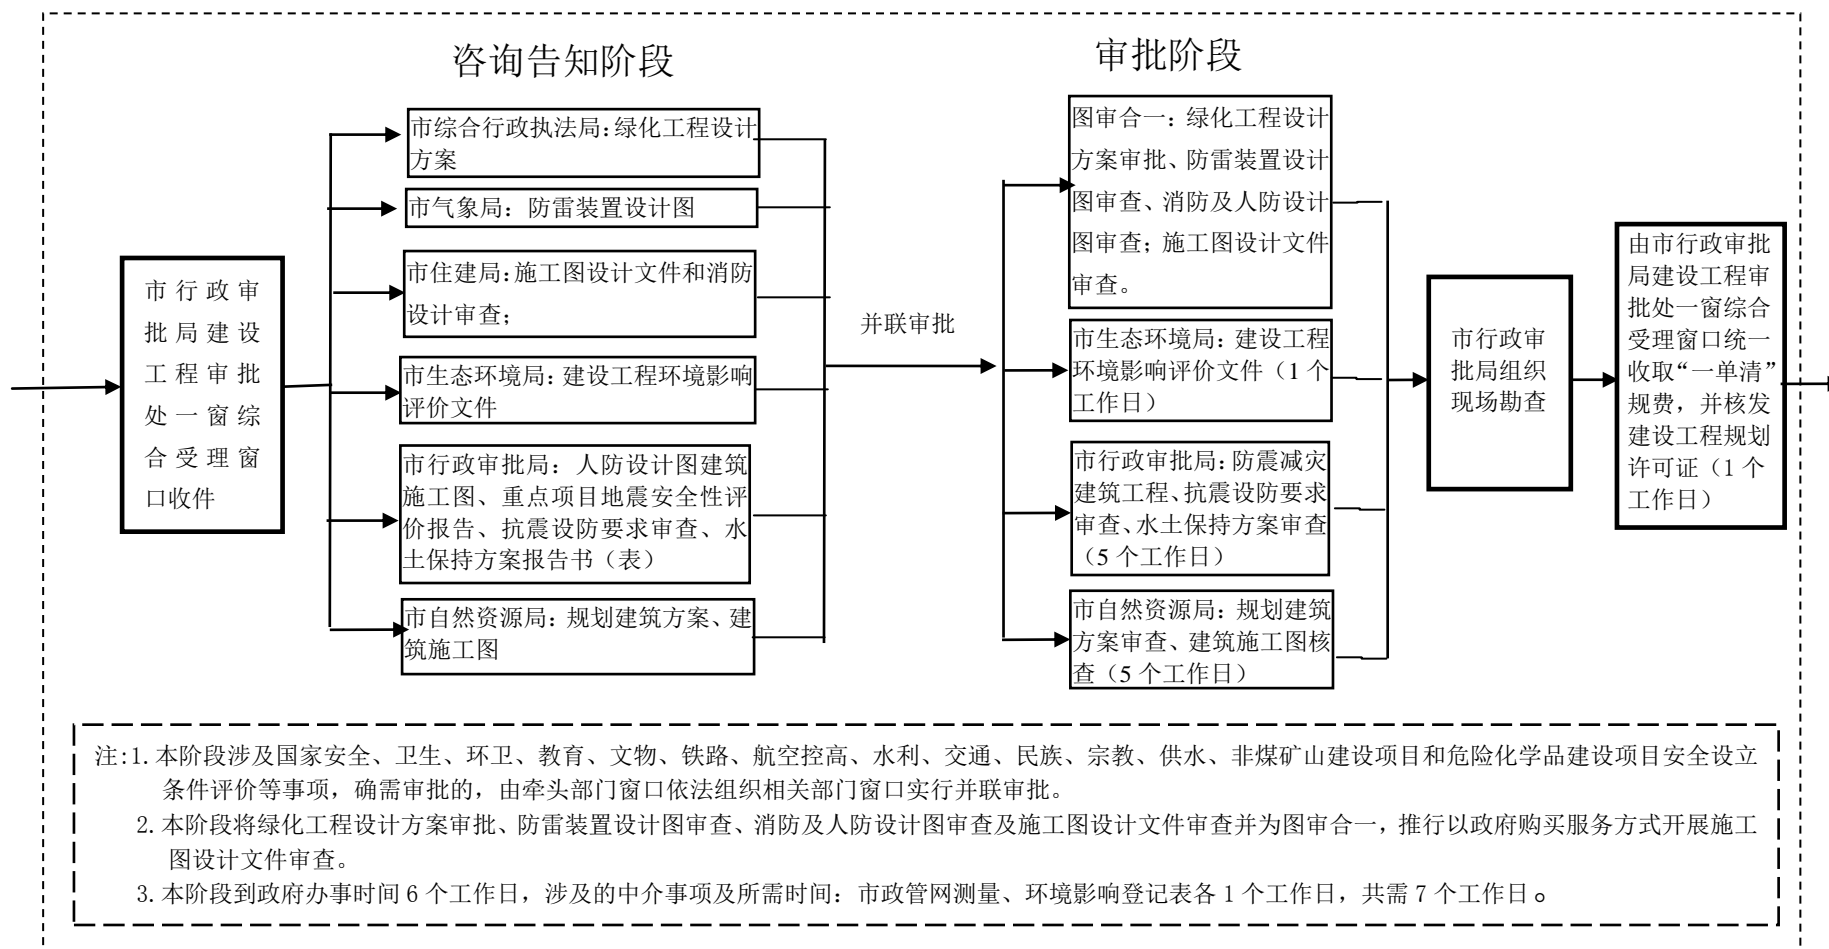 咨询告知阶段
审批阶段
市行政审
批局建设
工程审批
处一窗综
合受理窗
口收件
市综合行政执法局:绿化工程设计
方案
市气象局：防雷装置设计图
市住建局:施工图设计文件和消防
设计审查;
市生态环境局:建设工程环境影响
评价文件
市行政审批局：人防设计图建筑
施工图、重点项目地震安全性评
价报告、抗震设防要求审查、水
土保持方案报告书（表）
市自然资源局：规划建筑方案、建
筑施工图
并联审批
图审合一：绿化工程设计
方案审批、防雷装置设计
图审查、消防及人防设计
图审查；施工图设计文件
审查。
市生态环境局：建设工程
环境影响评价文件（1 个
工作日）
市行政审批局:防震减灾
建筑工程、抗震设防要求
审查、水土保持方案审查
（5 个工作日）
市自然资源局：规划建筑
方案审查、建筑施工图核
查（5 个工作日）
市行政审
批局组织
现场勘查
由市行政审批
局建设工程审
批处一窗综合
受理窗口统一
收取“一单清”
规费，并核发
建设工程规划
许可证（1 个
工作日）
注:1.本阶段涉及国家安全、卫生、环卫、教育、文物、铁路、航空控高、水利、交通、民族、宗教、供水、非煤矿山建设项目和危险化学品建设项目安全设立
条件评价等事项，确需审批的，由牵头部门窗口依法组织相关部门窗口实行并联审批。
2.本阶段将绿化工程设计方案审批、防雷装置设计图审查、消防及人防设计图审查及施工图设计文件审查并为图审合一，推行以政府购买服务方式开展施工
图设计文件审查。
3.本阶段到政府办事时间 6 个工作日，涉及的中介事项及所需时间：市政管网测量、环境影响登记表各 1 个工作日，共需 7 个工作日。